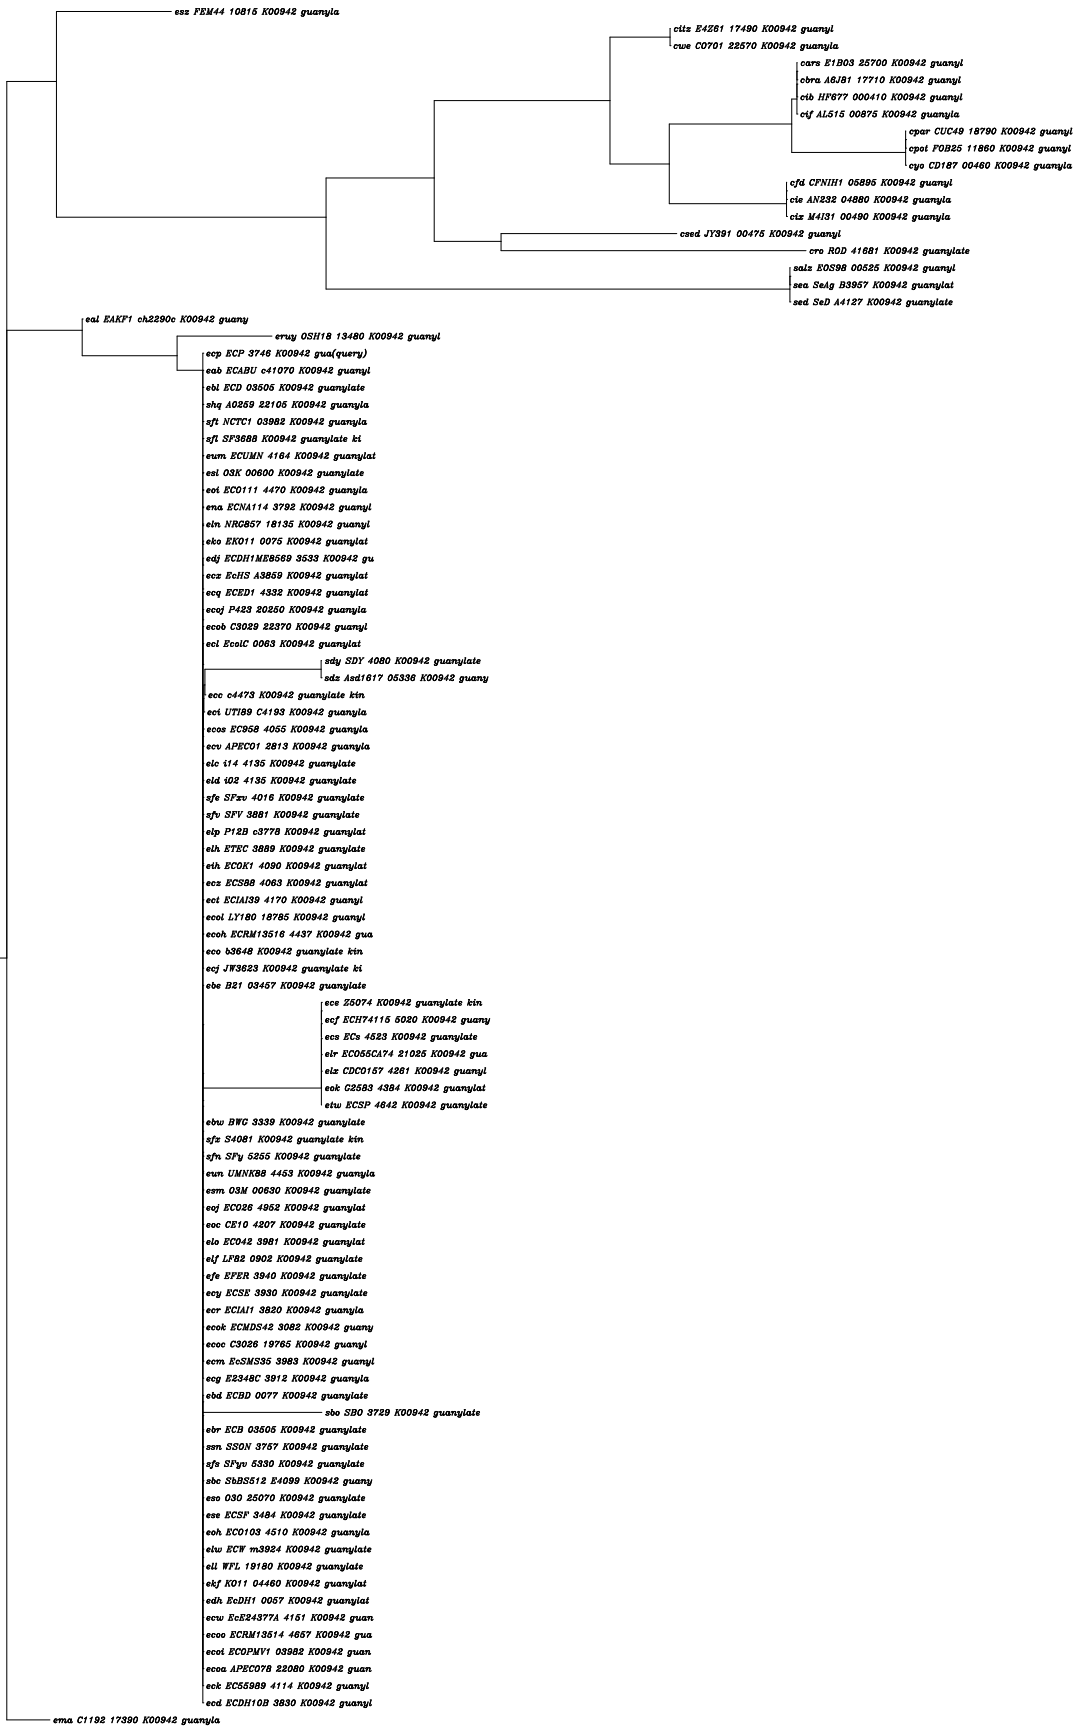 esz FEM44 10815 K00942 guanyla
citz E4Z61 17490 K00942 guanyl
cwe CO701 22570 K00942 guanyla
cars E1B03 25700 K00942 guanyl
cbra A6J81 17710 K00942 guanyl
cib HF677 000410 K00942 guanyl
cif AL515 00875 K00942 guanyla
cpar CUC49 18790 K00942 guanyl
cpot FOB25 11860 K00942 guanyl
cyo CD187 00460 K00942 guanyla
cfd CFNIH1 05895 K00942 guanyl
cie AN232 04880 K00942 guanyla
cix M4I31 00490 K00942 guanyla
csed JY391 00475 K00942 guanyl
cro ROD 41681 K00942 guanylate
salz EOS98 00525 K00942 guanyl
sea SeAg B3957 K00942 guanylat
sed SeD A4127 K00942 guanylate
eal EAKF1 ch2290c K00942 guany
eruy OSH18 13480 K00942 guanyl
ecp ECP 3746 K00942 gua(query)
eab ECABU c41070 K00942 guanyl
ebl ECD 03505 K00942 guanylate
shq A0259 22105 K00942 guanyla
sft NCTC1 03982 K00942 guanyla
sfl SF3688 K00942 guanylate ki
eum ECUMN 4164 K00942 guanylat
esl O3K 00600 K00942 guanylate
eoi ECO111 4470 K00942 guanyla
ena ECNA114 3792 K00942 guanyl
eln NRG857 18135 K00942 guanyl
eko EKO11 0075 K00942 guanylat
edj ECDH1ME8569 3533 K00942 gu
ecx EcHS A3859 K00942 guanylat
ecq ECED1 4332 K00942 guanylat
ecoj P423 20250 K00942 guanyla
ecob C3029 22370 K00942 guanyl
ecl EcolC 0063 K00942 guanylat
sdy SDY 4080 K00942 guanylate
sdz Asd1617 05336 K00942 guany
ecc c4473 K00942 guanylate kin
eci UTI89 C4193 K00942 guanyla
ecos EC958 4055 K00942 guanyla
ecv APECO1 2813 K00942 guanyla
elc i14 4135 K00942 guanylate
eld i02 4135 K00942 guanylate
sfe SFxv 4016 K00942 guanylate
sfv SFV 3881 K00942 guanylate
elp P12B c3778 K00942 guanylat
elh ETEC 3889 K00942 guanylate
eih ECOK1 4090 K00942 guanylat
ecz ECS88 4063 K00942 guanylat
ect ECIAI39 4170 K00942 guanyl
ecol LY180 18785 K00942 guanyl
ecoh ECRM13516 4437 K00942 gua
eco b3648 K00942 guanylate kin
ecj JW3623 K00942 guanylate ki
ebe B21 03457 K00942 guanylate
ece Z5074 K00942 guanylate kin
ecf ECH74115 5020 K00942 guany
ecs ECs 4523 K00942 guanylate
elr ECO55CA74 21025 K00942 gua
elx CDCO157 4261 K00942 guanyl
eok G2583 4384 K00942 guanylat
etw ECSP 4642 K00942 guanylate
ebw BWG 3339 K00942 guanylate
sfx S4081 K00942 guanylate kin
sfn SFy 5255 K00942 guanylate
eun UMNK88 4453 K00942 guanyla
esm O3M 00630 K00942 guanylate
eoj ECO26 4952 K00942 guanylat
eoc CE10 4207 K00942 guanylate
elo EC042 3981 K00942 guanylat
elf LF82 0902 K00942 guanylate
efe EFER 3940 K00942 guanylate
ecy ECSE 3930 K00942 guanylate
ecr ECIAI1 3820 K00942 guanyla
ecok ECMDS42 3082 K00942 guany
ecoc C3026 19765 K00942 guanyl
ecm EcSMS35 3983 K00942 guanyl
ecg E2348C 3912 K00942 guanyla
ebd ECBD 0077 K00942 guanylate
sbo SBO 3729 K00942 guanylate
ebr ECB 03505 K00942 guanylate
ssn SSON 3757 K00942 guanylate
sfs SFyv 5330 K00942 guanylate
sbc SbBS512 E4099 K00942 guany
eso O3O 25070 K00942 guanylate
ese ECSF 3484 K00942 guanylate
eoh ECO103 4510 K00942 guanyla
elw ECW m3924 K00942 guanylate
ell WFL 19180 K00942 guanylate
ekf KO11 04460 K00942 guanylat
edh EcDH1 0057 K00942 guanylat
ecw EcE24377A 4151 K00942 guan
ecoo ECRM13514 4657 K00942 gua
ecoi ECOPMV1 03982 K00942 guan
ecoa APECO78 22080 K00942 guan
eck EC55989 4114 K00942 guanyl
ecd ECDH10B 3830 K00942 guanyl
ema C1192 17390 K00942 guanyla